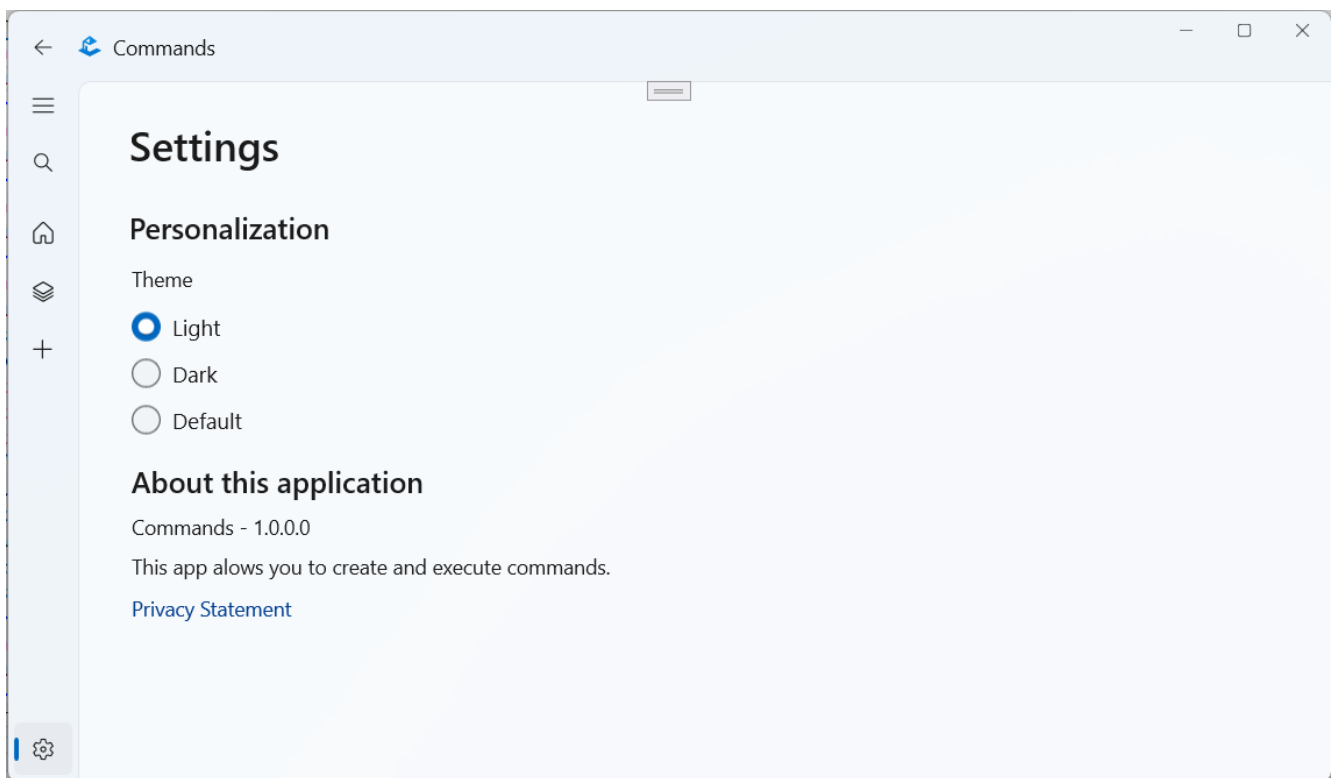 Commands
Settings
Personalization
Theme
Light
Dark
Default
About this application
Commands - 1.0.0.0
This app alows you to create and execute commands.
Privacy Statement